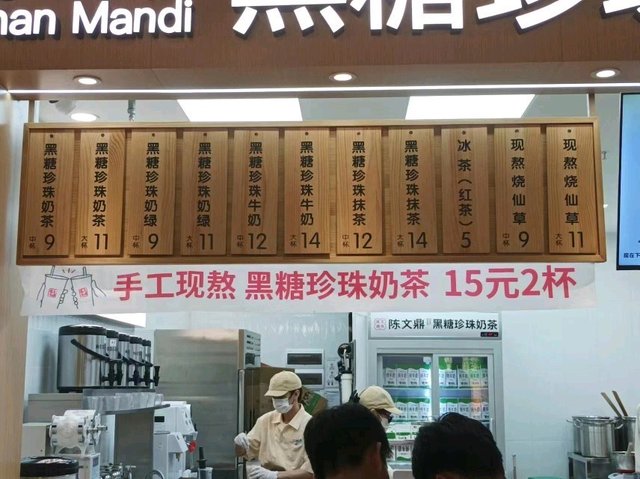 man Mandi
黑糖珍珠
黑糖珍珠奶茶 中杯 9
黑糖珍珠奶茶 大杯 11
黑糖珍珠奶绿 中杯 9
黑糖珍珠奶绿 大杯 11
黑糖珍珠牛奶 中杯 12
黑糖珍珠牛奶 大杯 14
黑糖珍珠抹茶 中杯 12
黑糖珍珠抹茶 大杯 14
冰茶(红茶) 5
现熬烧仙草 中杯 9
现熬烧仙草 大杯 11
手工现熬 黑糖珍珠奶茶 15元2杯
陈文鼎 黑糖珍珠奶茶